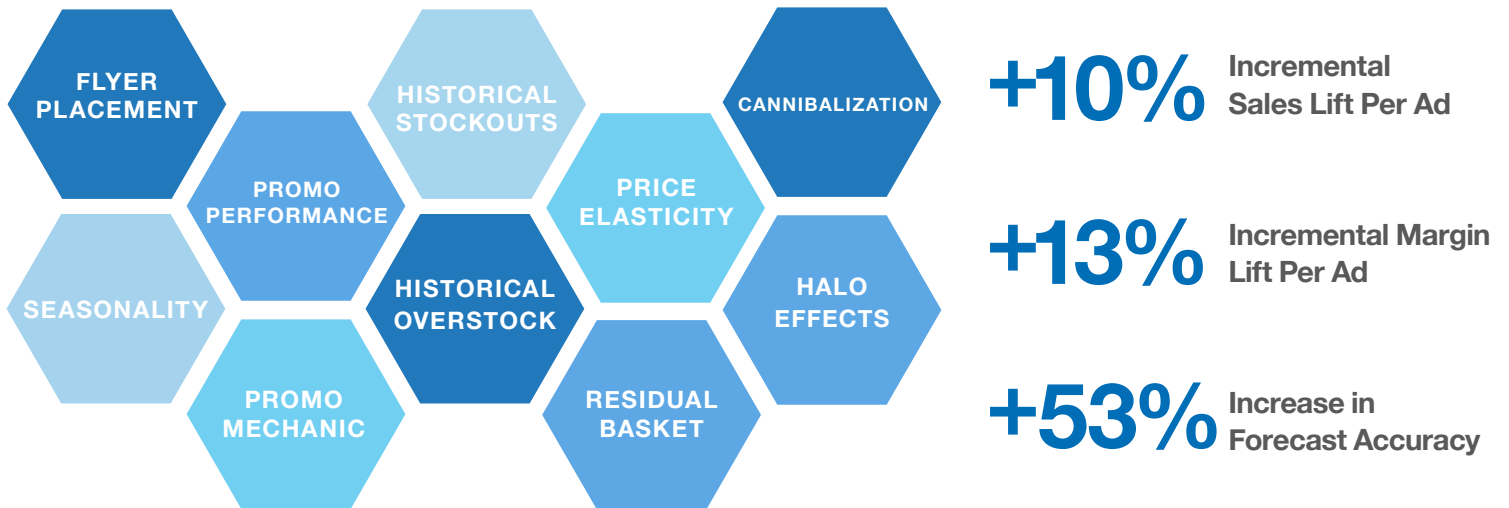 FLYER
PLACEMENT
HISTORICAL
STOCKOUTS
CANNIBALIZATION
PROMO
PERFORMANCE
PRICE
ELASTICITY
SEASONALITY
HISTORICAL
OVERSTOCK
HALO
EFFECTS
PROMO
MECHANIC
RESIDUAL
BASKET
+10%
Incremental
Sales Lift Per Ad
+13%
Incremental Margin
Lift Per Ad
+53%
Increase in
Forecast Accuracy